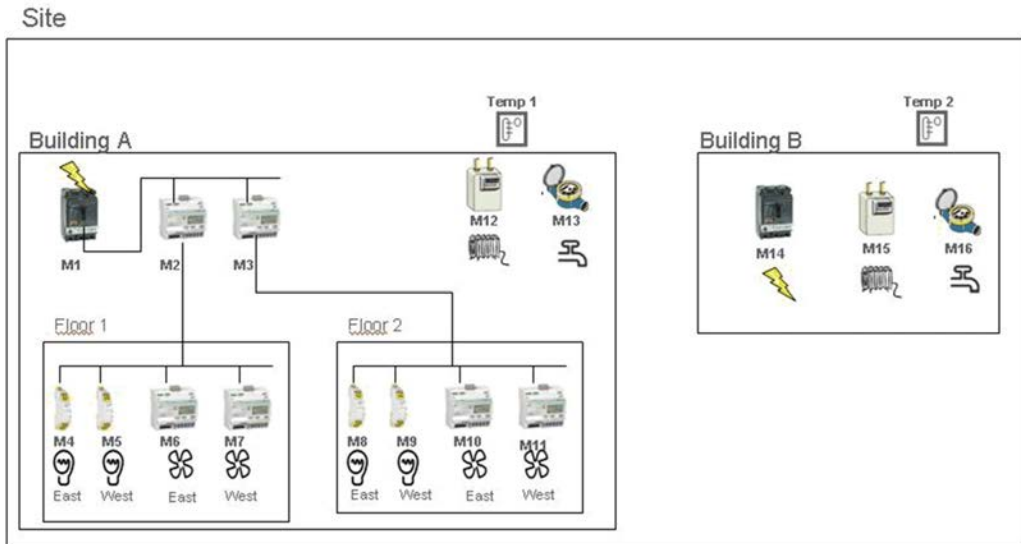 Site
Temp 1
Temp 2
Building A
Building B
M12
M13
M14
M15
M16
M1
M2
M3
Floor 1
Floor 2
M4
M5
M6
M7
M8
M9
M10
M11
East
West
East
West
East
West
East
West